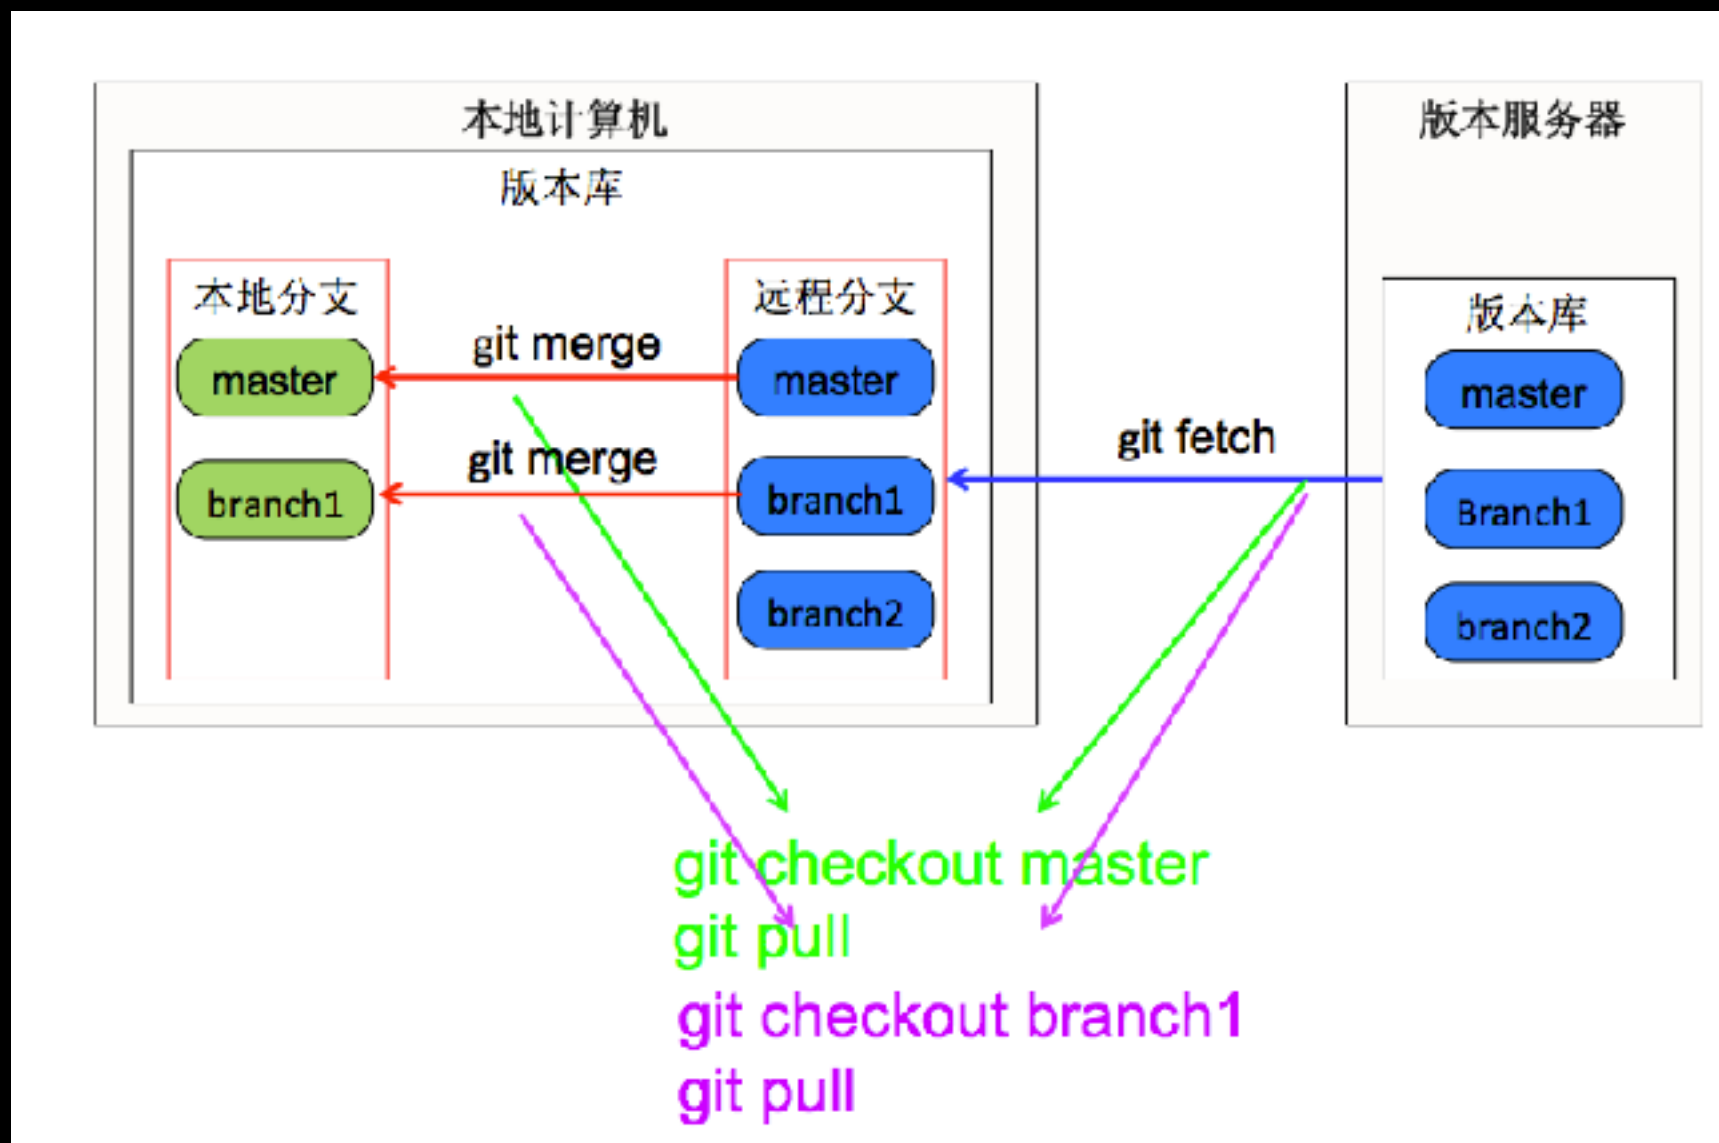 本地计算机
版本服务器
版本库
本地分支
远程分支
版本库
git merge
master
master
master
git fetch
git merge
branch1
branch1
Branch1
branch2
branch2
git checkout master
git pull
git checkout branch1
git pull